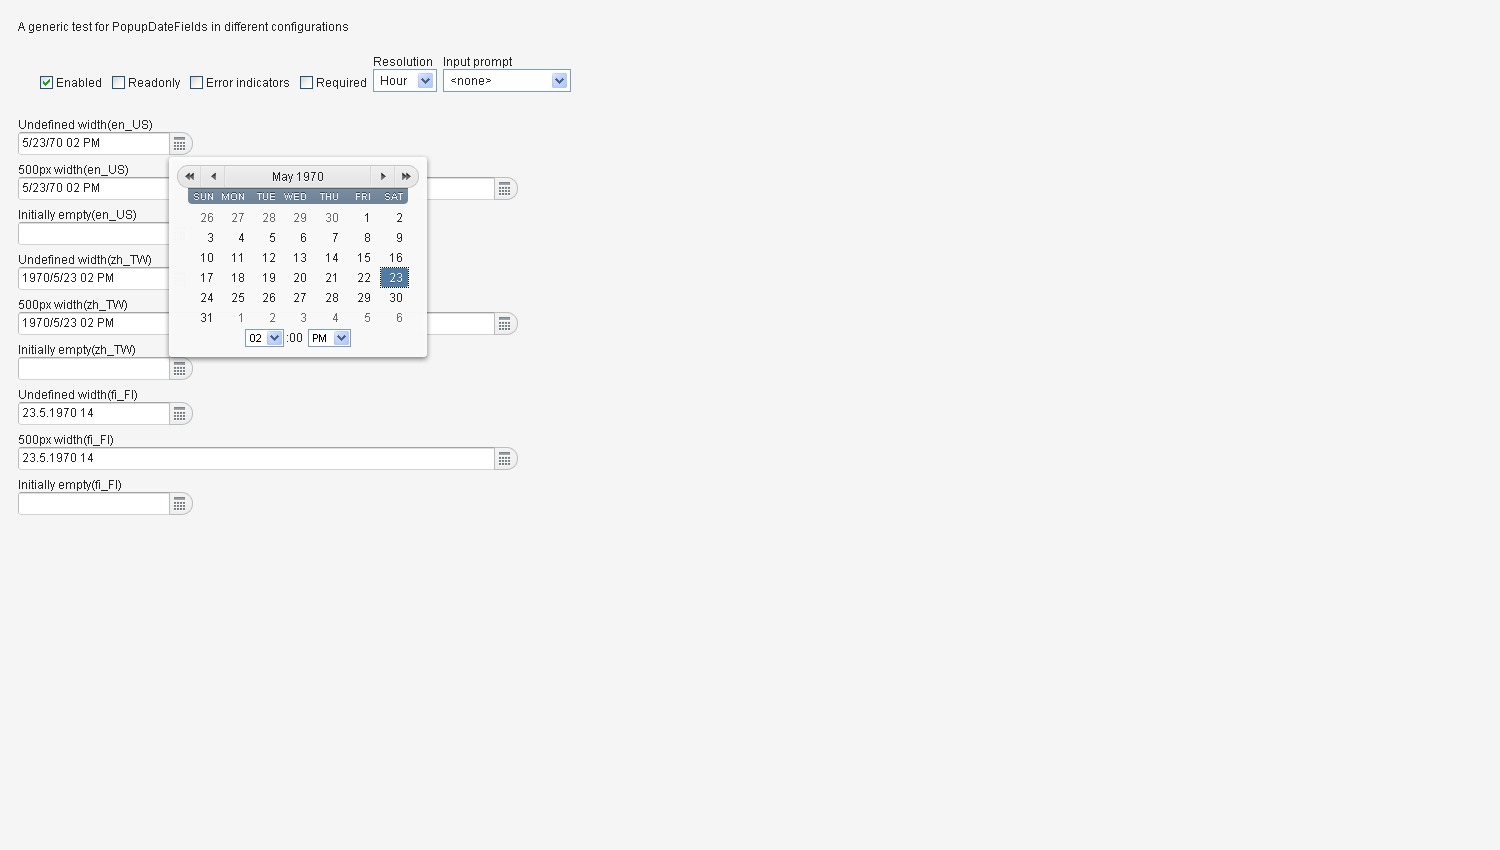 A generic test for PopupDateFields in different configurations
Resolution Input prompt
Enabled Readonly Error indicators Required Hour <none>
Undefined width(en_US)
5/23/70 02 PM
500px width(en_US)
5/23/70 02 PM
Initially empty(en_US)
Undefined width(zh_TW)
1970/5/23 02 PM
500px width(zh_TW)
1970/5/23 02 PM
Initially empty(zh_TW)
Undefined width(fi_FI)
23.5.1970 14
500px width(fi_FI)
23.5.1970 14
Initially empty(fi_FI)
May 1970
SUN MON TUE WED THU FRI SAT
26 27 28 29 30 1 2
3 4 5 6 7 8 9
10 11 12 13 14 15 16
17 18 19 20 21 22 23
24 25 26 27 28 29 30
31 1 2 3 4 5 6
02 :00 PM